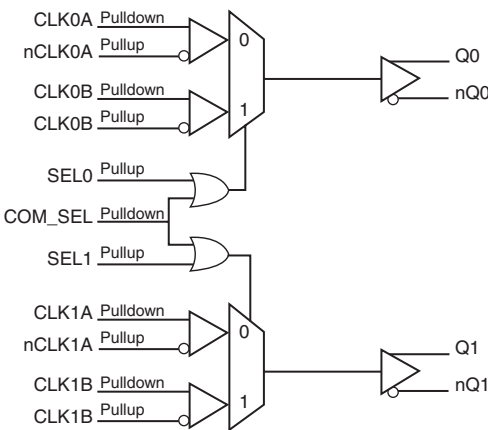 CLK0A Pulldown
nCLK0A Pullup
0
CLK0B Pulldown
CLK0B Pullup
1
Q0
nQ0
SEL0 Pullup
COM_SEL Pulldown
SEL1 Pullup
CLK1A Pulldown
nCLK1A Pullup
0
CLK1B Pulldown
CLK1B Pullup
1
Q1
nQ1